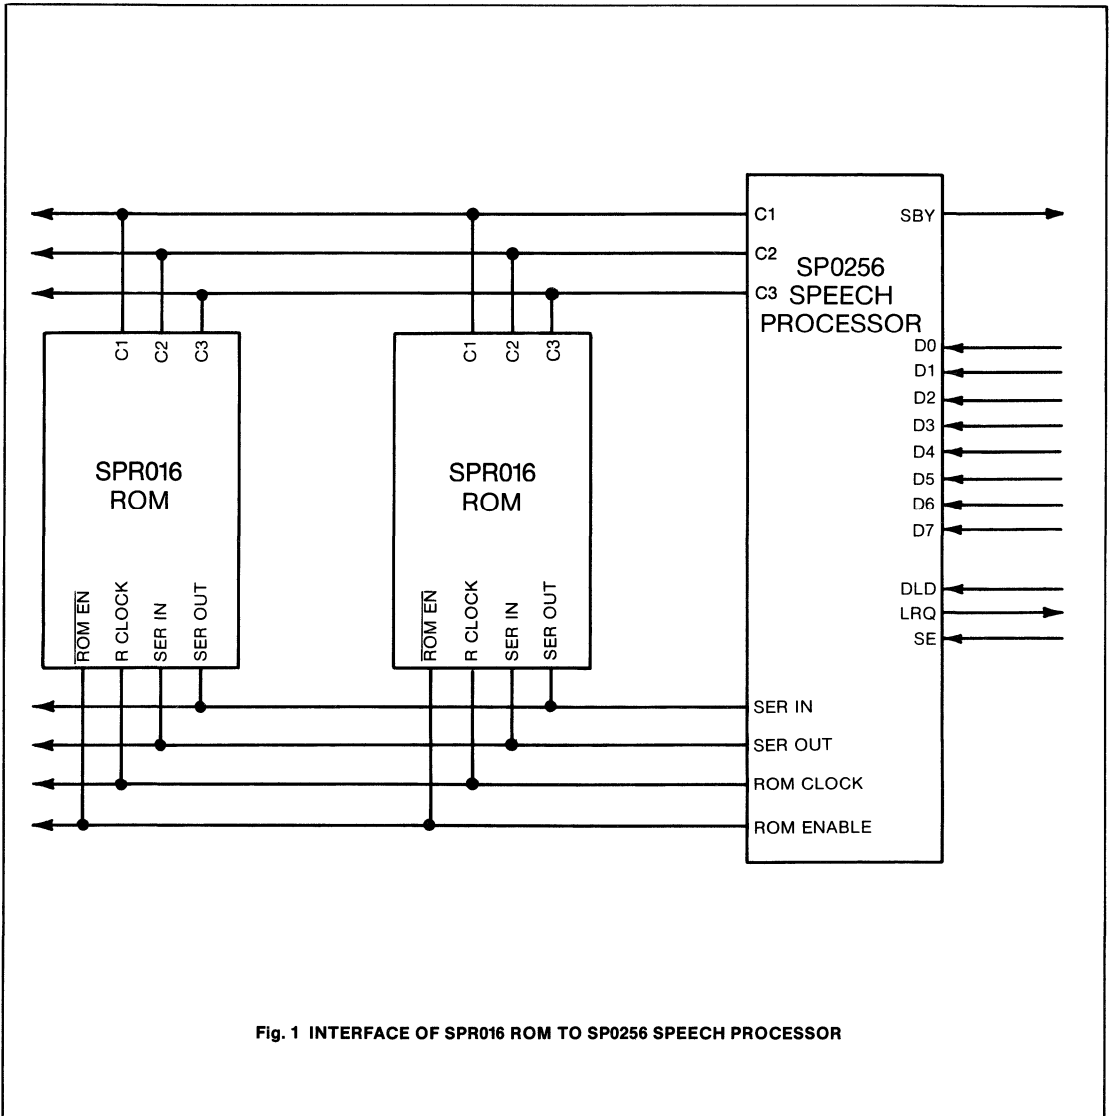 C1
SBY
C2
C3
SP0256
SPEECH
PROCESSOR
C1
C2
C3
C1
C2
C3
D0
D1
D2
D3
D4
D5
D6
D7
SPR016
ROM
SPR016
ROM
DLD
LRQ
SE
ROM EN
R CLOCK
SER IN
SER OUT
ROM EN
R CLOCK
SER IN
SER OUT
SER IN
SER OUT
ROM CLOCK
ROM ENABLE
Fig. 1 INTERFACE OF SPR016 ROM TO SP0256 SPEECH PROCESSOR